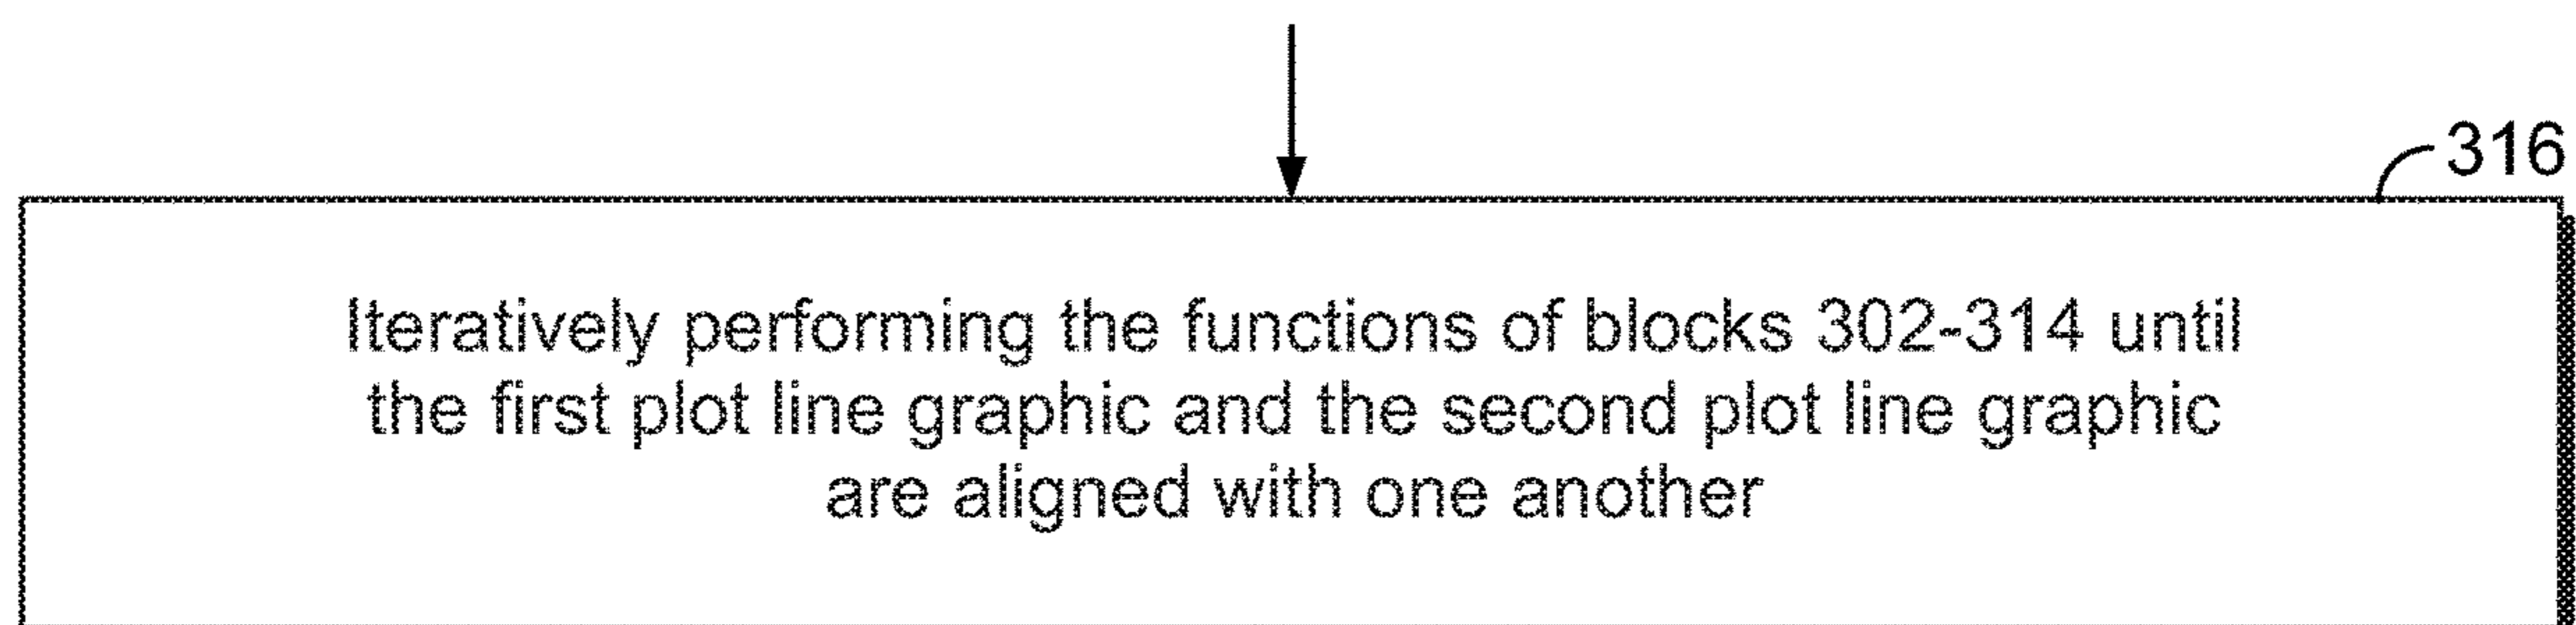 316
Iteratively performing the functions of blocks 302-314 until
the first plot line graphic and the second plot line graphic
are aligned with one another